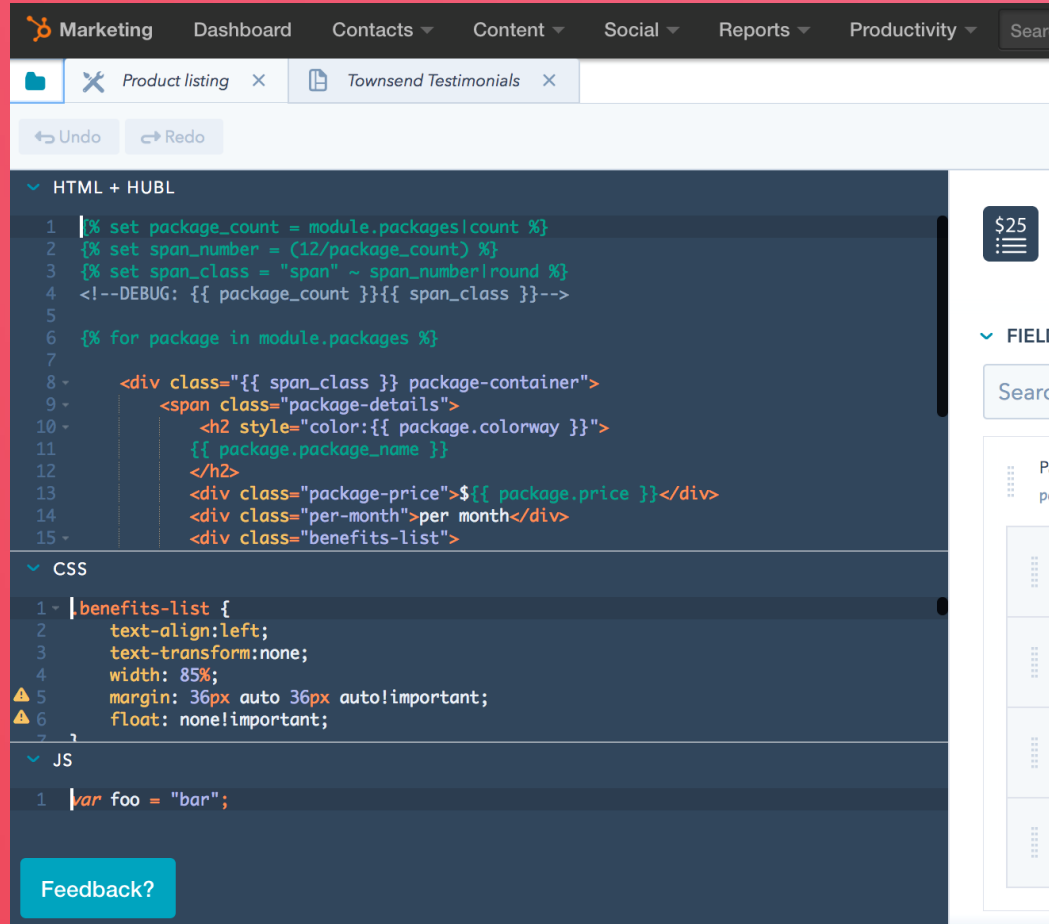 Marketing Dashboard Contacts Content Social Reports Productivity
Product listing Townsend Testimonials
Undo Redo
HTML + HUBL
1 {% set package_count = module.packages|count %}
2 {% set span_number = (12/package_count) %}
3 {% set span_class = "span" ~ span_number|round %}
4 <!--DEBUG: {{ package_count }}{{ span_class }}-->
5
6 {% for package in module.packages %}
7
8 <div class="{{ span_class }} package-container">
9 <span class="package-details">
10 <h2 style="color:{{ package.colorway }}">
11 {{ package.package_name }}
12 </h2>
13 <div class="package-price">${{ package.price }}</div>
14 <div class="per-month">per month</div>
15 <div class="benefits-list">
CSS
1 .benefits-list {
2 text-align:left;
3 text-transform:none;
4 width: 85%;
5 margin: 36px auto 36px auto!important;
6 float: none!important;
7 }
JS
1 var foo = "bar";
Feedback?
$25